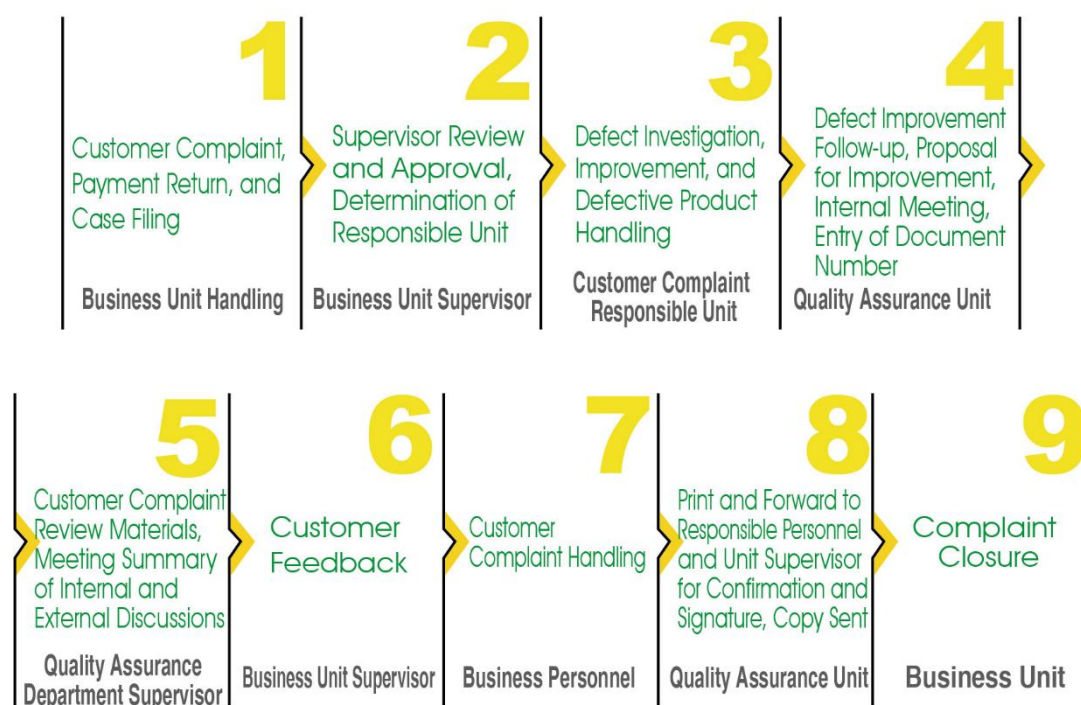 1
Customer Complaint,
Payment Return, and
Case Filing
Business Unit Handling
2
Supervisor Review
and Approval,
Determination of
Responsible Unit
Business Unit Supervisor
3
Defect Investigation,
Improvement, and
Defective Product
Handling
Customer Complaint
Responsible Unit
4
Defect Improvement
Follow-up, Proposal
for Improvement,
Internal Meeting,
Entry of Document
Number
Quality Assurance Unit
5
Customer Complaint
Review Materials,
Meeting Summary
of Internal and
External Discussions
Quality Assurance
Department Supervisor
6
Customer
Feedback
Business Unit Supervisor
7
Customer
Complaint Handling
Business Personnel
8
Print and Forward to
Responsible Personnel
and Unit Supervisor
for Confirmation and
Signature, Copy Sent
Quality Assurance Unit
9
Complaint
Closure
Business Unit